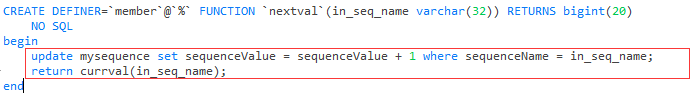 CREATE DEFINER=`member`@`%` FUNCTION `nextval`(in_seq_name varchar(32)) RETURNS bigint(20)
    NO SQL
begin
    update mysequence set sequenceValue = sequenceValue + 1 where sequenceName = in_seq_name;
    return currval(in_seq_name);
end